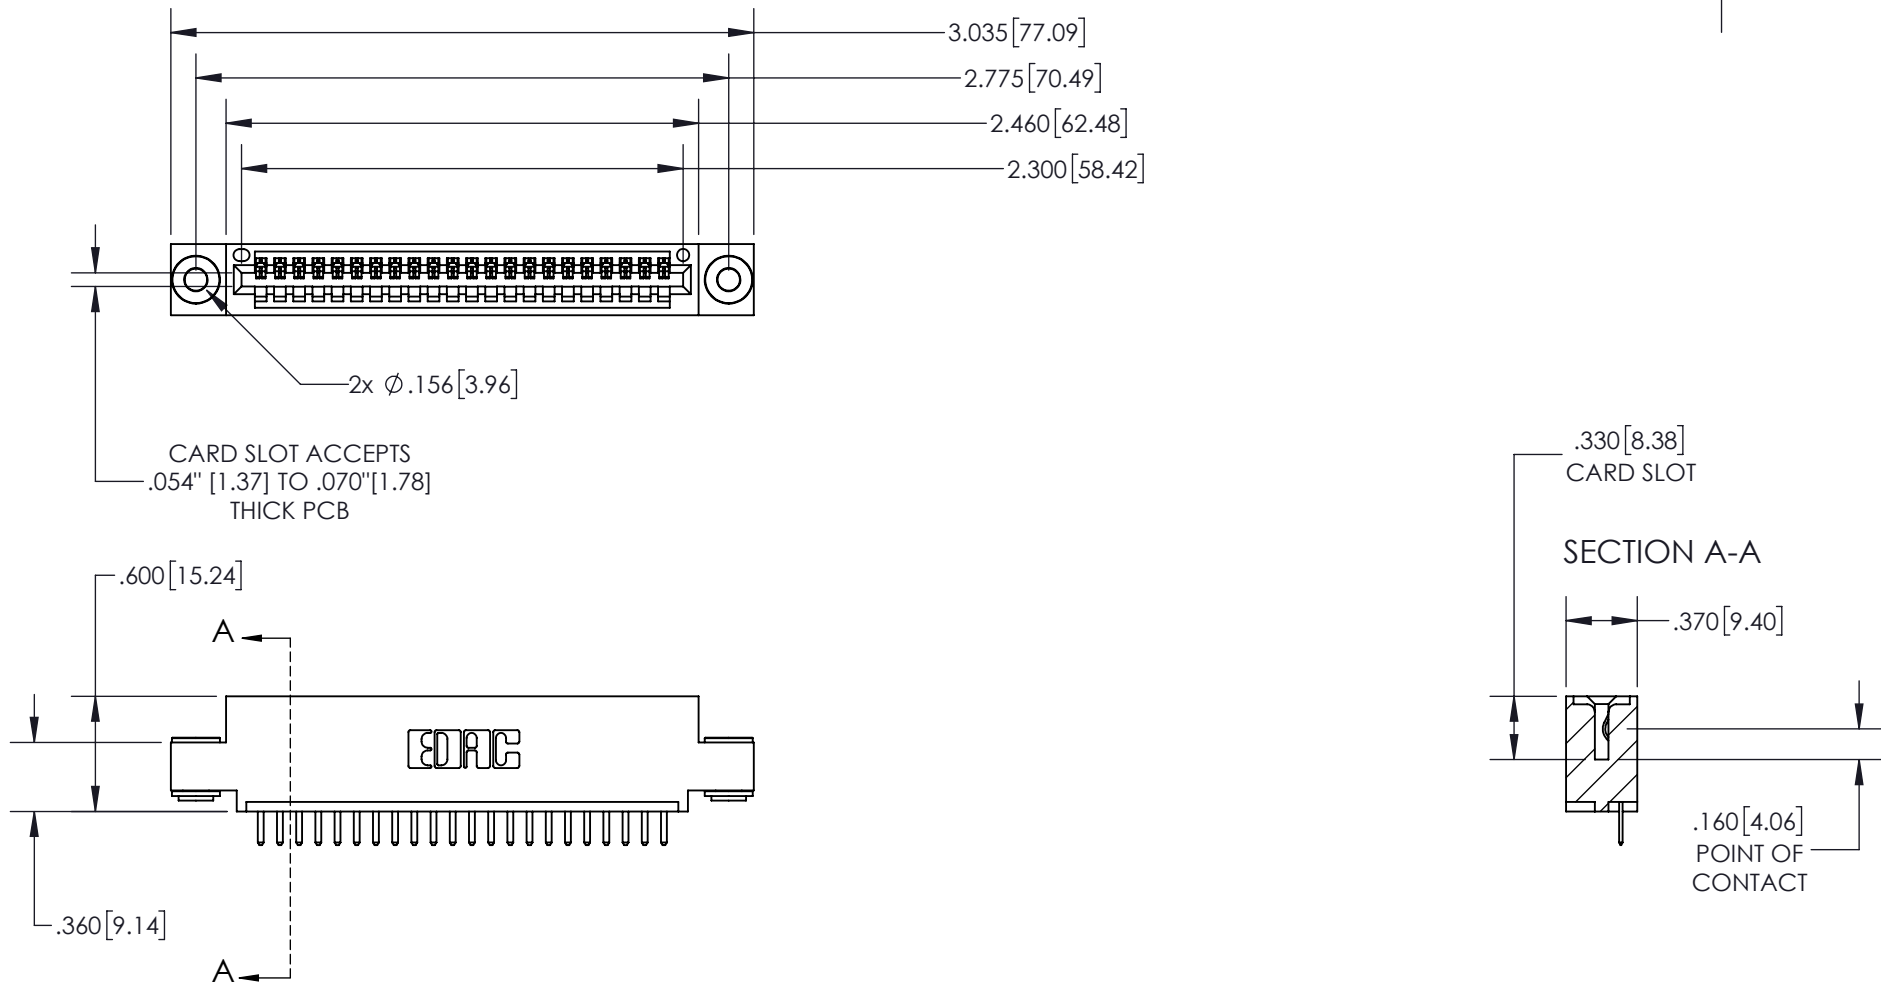 3.035[77.09]
2.775[70.49]
2.460[62.48]
2.300[58.42]
2x Ø.156[3.96]
CARD SLOT ACCEPTS
.054" [1.37] TO .070"[1.78]
THICK PCB
.330[8.38]
CARD SLOT
SECTION A-A
.600[15.24]
.370[9.40]
A
EDAC
.160[4.06]
POINT OF
CONTACT
.360[9.14]
A